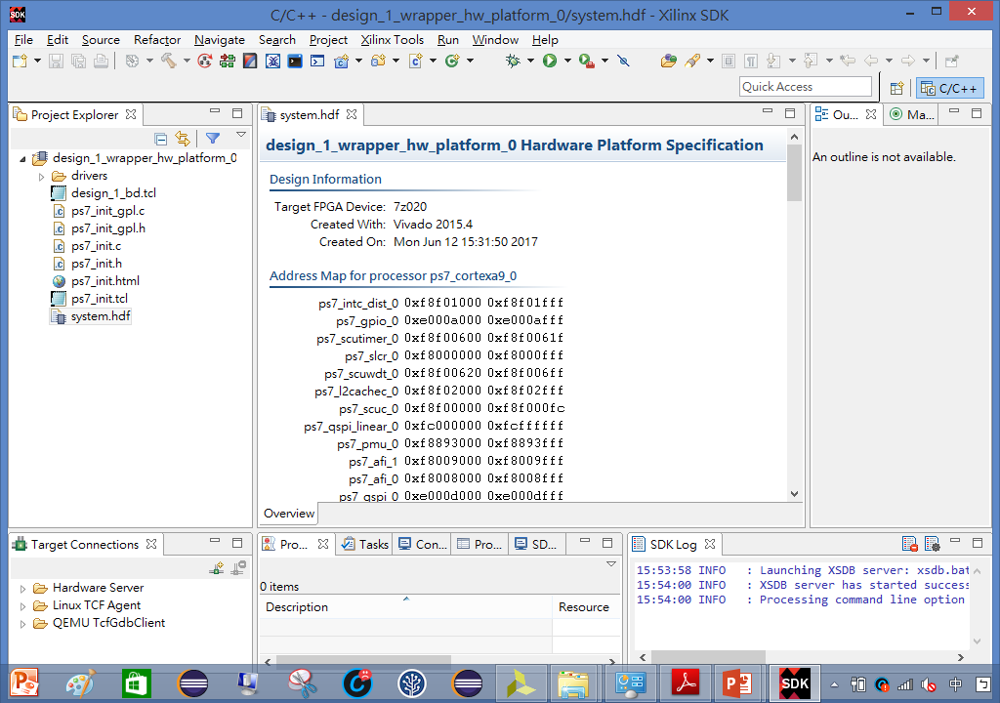 C/C++ - design_1_wrapper_hw_platform_0/system.hdf - Xilinx SDK
File Edit Source Refactor Navigate Search Project Xilinx Tools Run Window Help
Quick Access
C/C++
Project Explorer
design_1_wrapper_hw_platform_0
drivers
design_1_bd.tcl
ps7_init_gpl.c
ps7_init_gpl.h
ps7_init.c
ps7_init.h
ps7_init.html
ps7_init.tcl
system.hdf
system.hdf
design_1_wrapper_hw_platform_0 Hardware Platform Specification
Design Information
Target FPGA Device: 7z020
Created With: Vivado 2015.4
Created On: Mon Jun 12 15:31:50 2017
Address Map for processor ps7_cortexa9_0
ps7_intc_dist_0 0xf8f01000 0xf8f01fff
ps7_gpio_0 0xe000a000 0xe000afff
ps7_scutimer_0 0xf8f00600 0xf8f0061f
ps7_slcr_0 0xf8000000 0xf8000fff
ps7_scuwdt_0 0xf8f00620 0xf8f006ff
ps7_l2cachec_0 0xf8f02000 0xf8f02fff
ps7_scuc_0 0xf8f00000 0xf8f000fc
ps7_qspi_linear_0 0xfc000000 0xfcffffff
ps7_pmu_0 0xf8893000 0xf8893fff
ps7_afi_1 0xf8009000 0xf8009fff
ps7_afi_0 0xf8008000 0xf8008fff
ps7_qspi_0 0xe000d000 0xe000dfff
Overview
Ou... Ma...
An outline is not available.
Target Connections
Hardware Server
Linux TCF Agent
QEMU TcfGdbClient
Pro... Tasks Con... Pro... SD...
0 items
Description Resource
SDK Log
15:53:58 INFO : Launching XSDB server: xsdb.bat
15:54:00 INFO : XSDB server has started success
15:54:00 INFO : Processing command line option
SDK
中